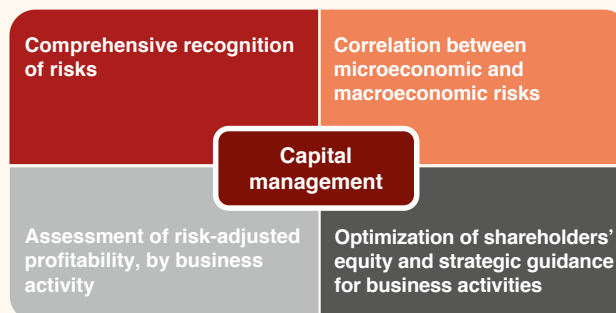 Comprehensive recognition
of risks
Correlation between
microeconomic and
macroeconomic risks
Capital
management
Assessment of risk-adjusted
profitability, by business
activity
Optimization of shareholders’
equity and strategic guidance
for business activities